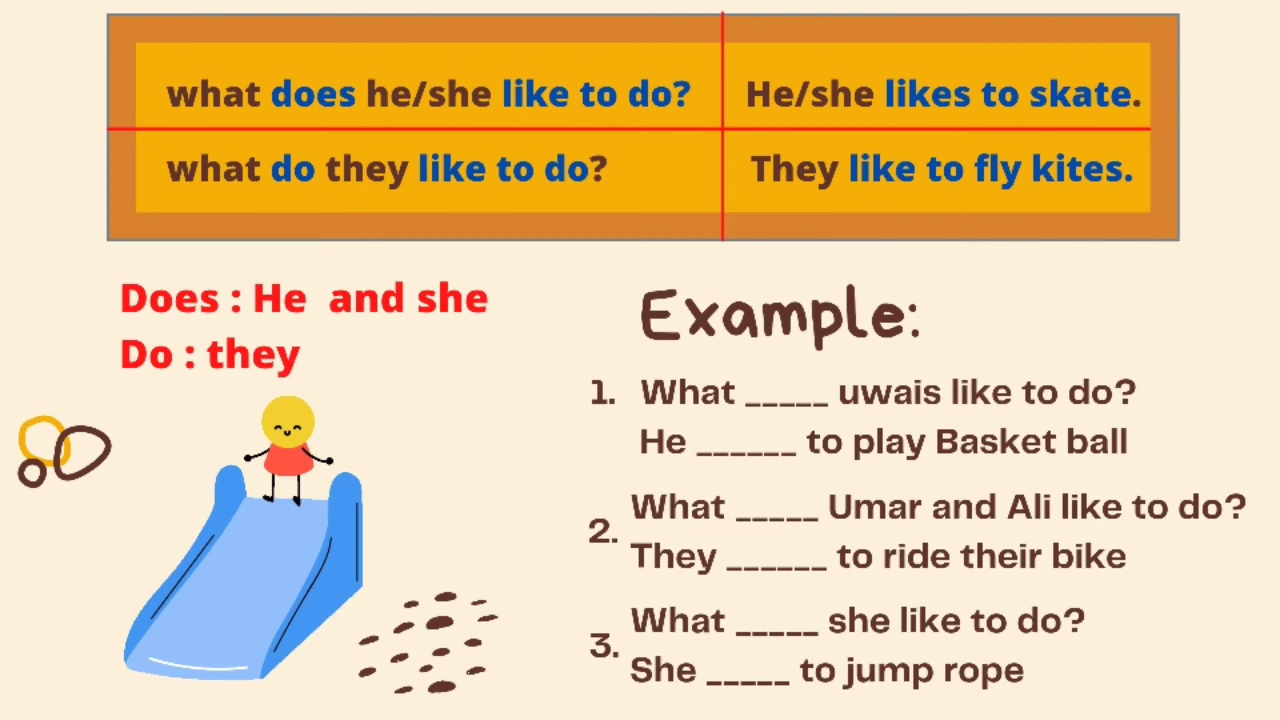 what does he/she like to do? He/she likes to skate.
what do they like to do? They like to fly kites.
Does : He and she
Do : they
Example:
1. What _____ uwais like to do?
He ______ to play Basket ball
2. What _____ Umar and Ali like to do?
They ______ to ride their bike
3. What _____ she like to do?
She _____ to jump rope